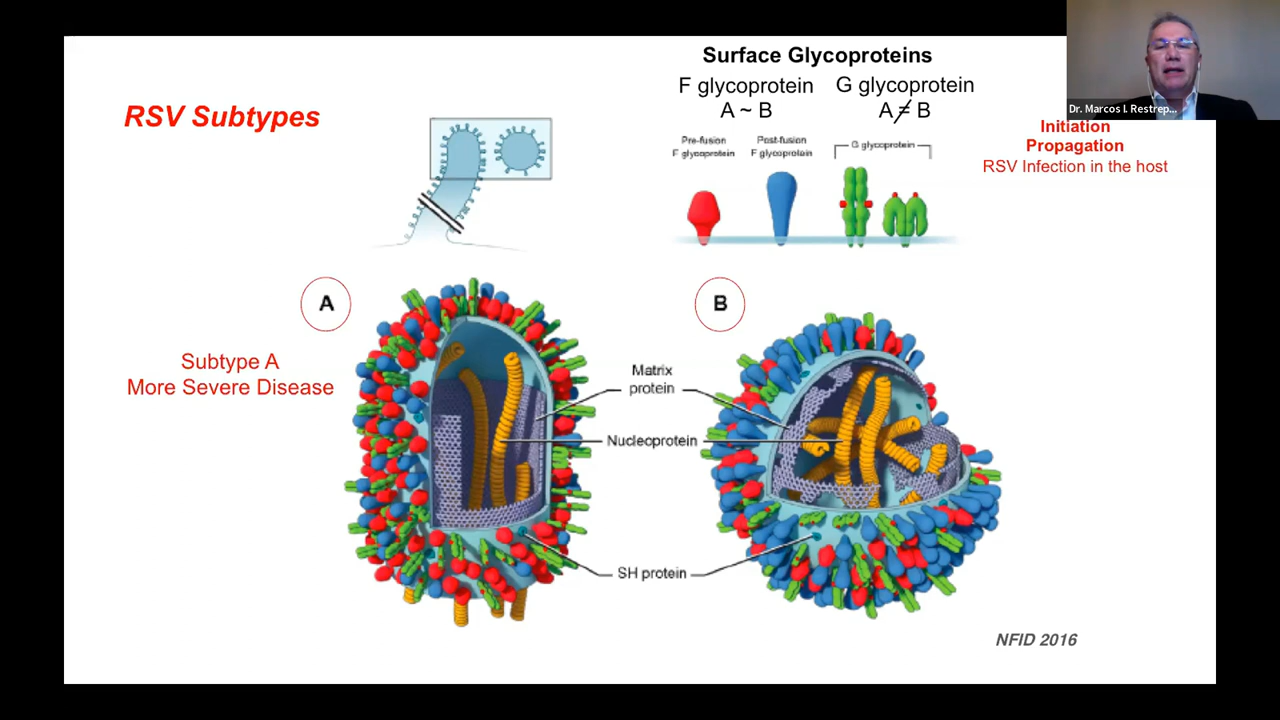 Surface Glycoproteins
F glycoprotein
A ~ B
G glycoprotein
A ≠ B
RSV Subtypes
Dr. Marcos I. Restrep...
Initiation
Propagation
RSV Infection in the host
Pre-fusion
F glycoprotein
Post-fusion
F glycoprotein
G glycoprotein
A
B
Subtype A
More Severe Disease
Matrix
protein
Nucleoprotein
SH protein
NFID 2016